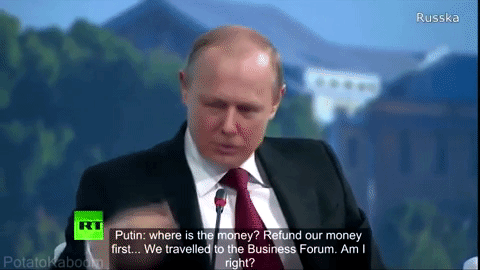 Russka
RT
Putin: where is the money? Refund our money
first... We travelled to the Business Forum. Am I
right?
PotatoKaboom